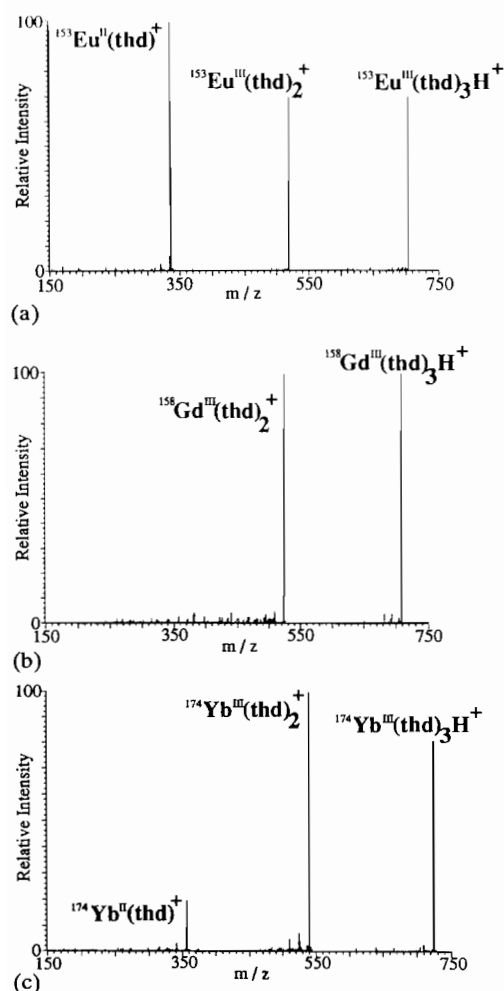 100
¹⁵³Euᴵᴵ(thd)⁺
¹⁵³Euᴵᴵᴵ(thd)₂⁺
¹⁵³Euᴵᴵᴵ(thd)₃H⁺
Relative Intensity
0
150 350 550 750
m / z
(a)
100
¹⁵⁸Gdᴵᴵᴵ(thd)₃H⁺
¹⁵⁸Gdᴵᴵᴵ(thd)₂⁺
Relative Intensity
0
150 350 550 750
m / z
(b)
100
¹⁷⁴Ybᴵᴵᴵ(thd)₂⁺
¹⁷⁴Ybᴵᴵᴵ(thd)₃H⁺
Relative Intensity
¹⁷⁴Ybᴵᴵ(thd)⁺
0
150 350 550 750
m / z
(c)